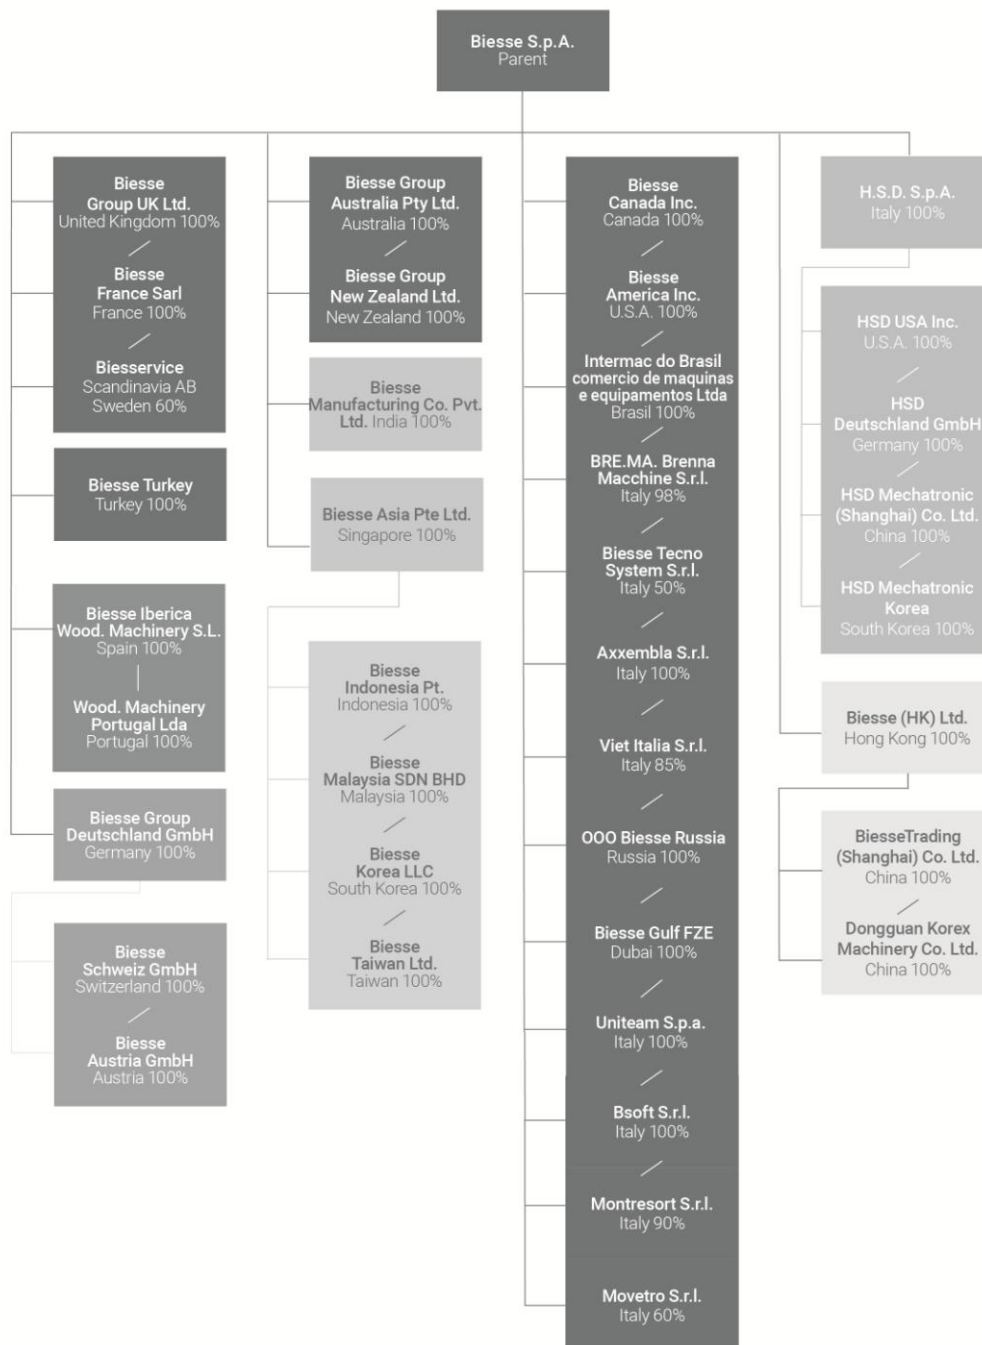 Biesse S.p.A.
Parent
Biesse
Group UK Ltd.
United Kingdom 100%
Biesse
France Sarl
France 100%
Biesservice
Scandinavia AB
Sweden 60%
Biesse Turkey
Turkey 100%
Biesse Iberica
Wood. Machinery S.L.
Spain 100%
Wood. Machinery
Portugal Lda
Portugal 100%
Biesse Group
Deutschland GmbH
Germany 100%
Biesse
Schweiz GmbH
Switzerland 100%
Biesse
Austria GmbH
Austria 100%
Biesse Group
Australia Pty Ltd.
Australia 100%
Biesse Group
New Zealand Ltd.
New Zealand 100%
Biesse
Manufacturing Co. Pvt.
Ltd. India 100%
Biesse Asia Pte Ltd.
Singapore 100%
Biesse
Indonesia Pt.
Indonesia 100%
Biesse
Malaysia SDN BHD
Malaysia 100%
Biesse
Korea LLC
South Korea 100%
Biesse
Taiwan Ltd.
Taiwan 100%
Biesse
Canada Inc.
Canada 100%
Biesse
America Inc.
U.S.A. 100%
Intermac do Brasil
comercio de maquinas
e equipamentos Ltda
Brasil 100%
BRE.MA. Brenna
Macchine S.r.l.
Italy 98%
Biesse Tecno
System S.r.l.
Italy 50%
Axxembla S.r.l.
Italy 100%
Viet Italia S.r.l.
Italy 85%
OOO Biesse Russia
Russia 100%
Biesse Gulf FZE
Dubai 100%
Uniteam S.p.a.
Italy 100%
Bsoft S.r.l.
Italy 100%
Montresort S.r.l.
Italy 90%
Movetro S.r.l.
Italy 60%
H.S.D. S.p.A.
Italy 100%
HSD USA Inc.
U.S.A. 100%
HSD
Deutschland GmbH
Germany 100%
HSD Mechatronic
(Shanghai) Co. Ltd.
China 100%
HSD Mechatronic
Korea
South Korea 100%
Biesse (HK) Ltd.
Hong Kong 100%
BiesseTrading
(Shanghai) Co. Ltd.
China 100%
Dongguan Korex
Machinery Co. Ltd.
China 100%